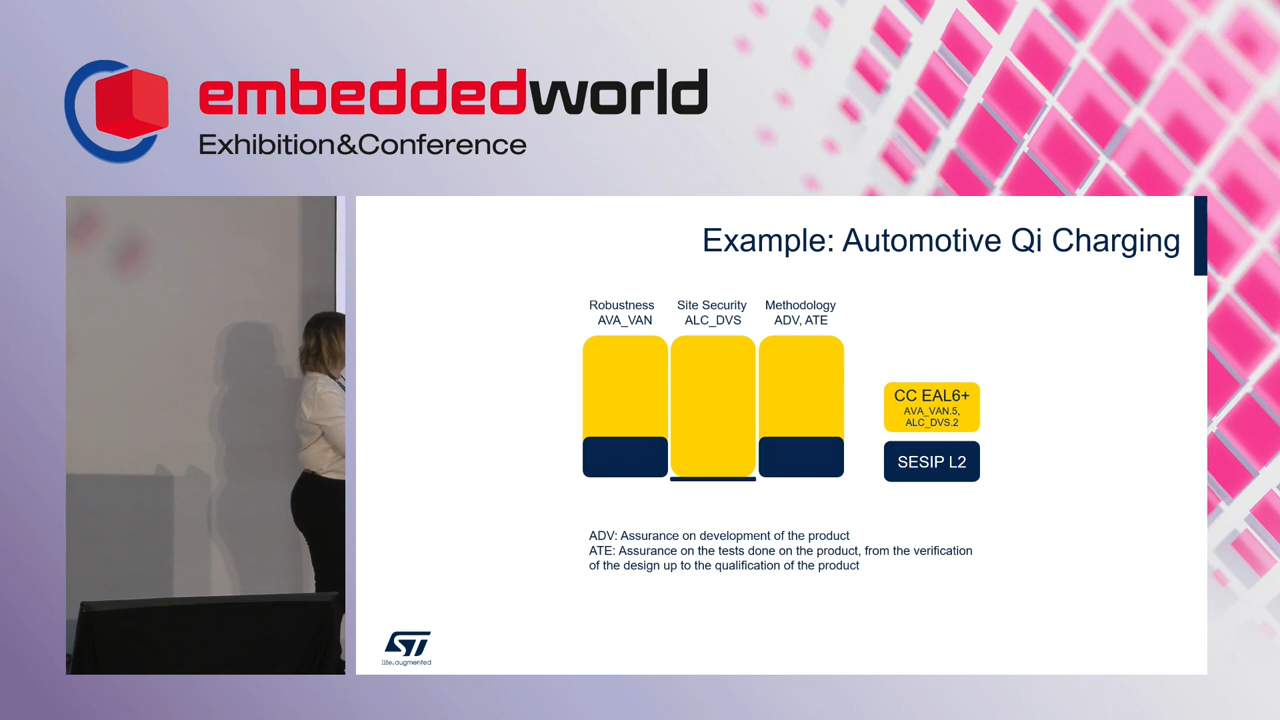 embeddedworld
Exhibition&Conference
Example: Automotive Qi Charging
Robustness
AVA_VAN
Site Security
ALC_DVS
Methodology
ADV, ATE
CC EAL6+
AVA_VAN.5,
ALC_DVS.2
SESIP L2
ADV: Assurance on development of the product
ATE: Assurance on the tests done on the product, from the verification
of the design up to the qualification of the product
ST
life.augmented